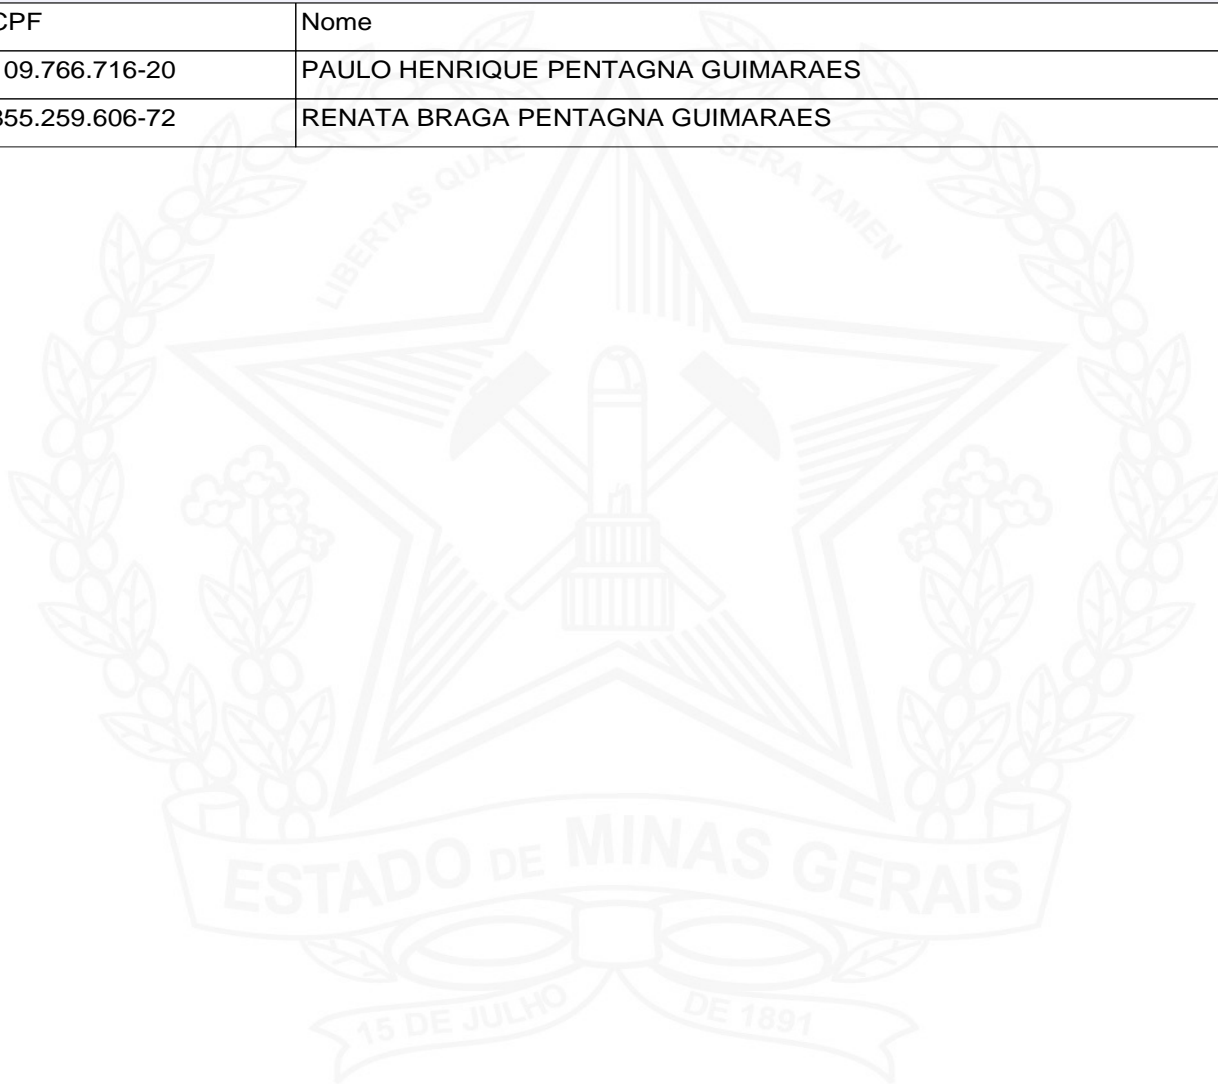 CPF Nome
09.766.716-20 PAULO HENRIQUE PENTAGNA GUIMARAES
355.259.606-72 RENATA BRAGA PENTAGNA GUIMARAES
LIBERTAS QUAE SERA TAMEN
ESTADO DE MINAS GERAIS
15 DE JULHO DE 1891